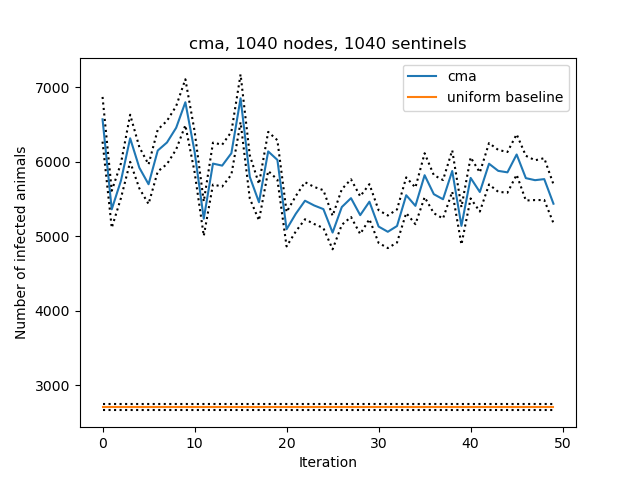 cma, 1040 nodes, 1040 sentinels
cma
uniform baseline
Number of infected animals
7000
6000
5000
4000
3000
0 10 20 30 40 50
Iteration